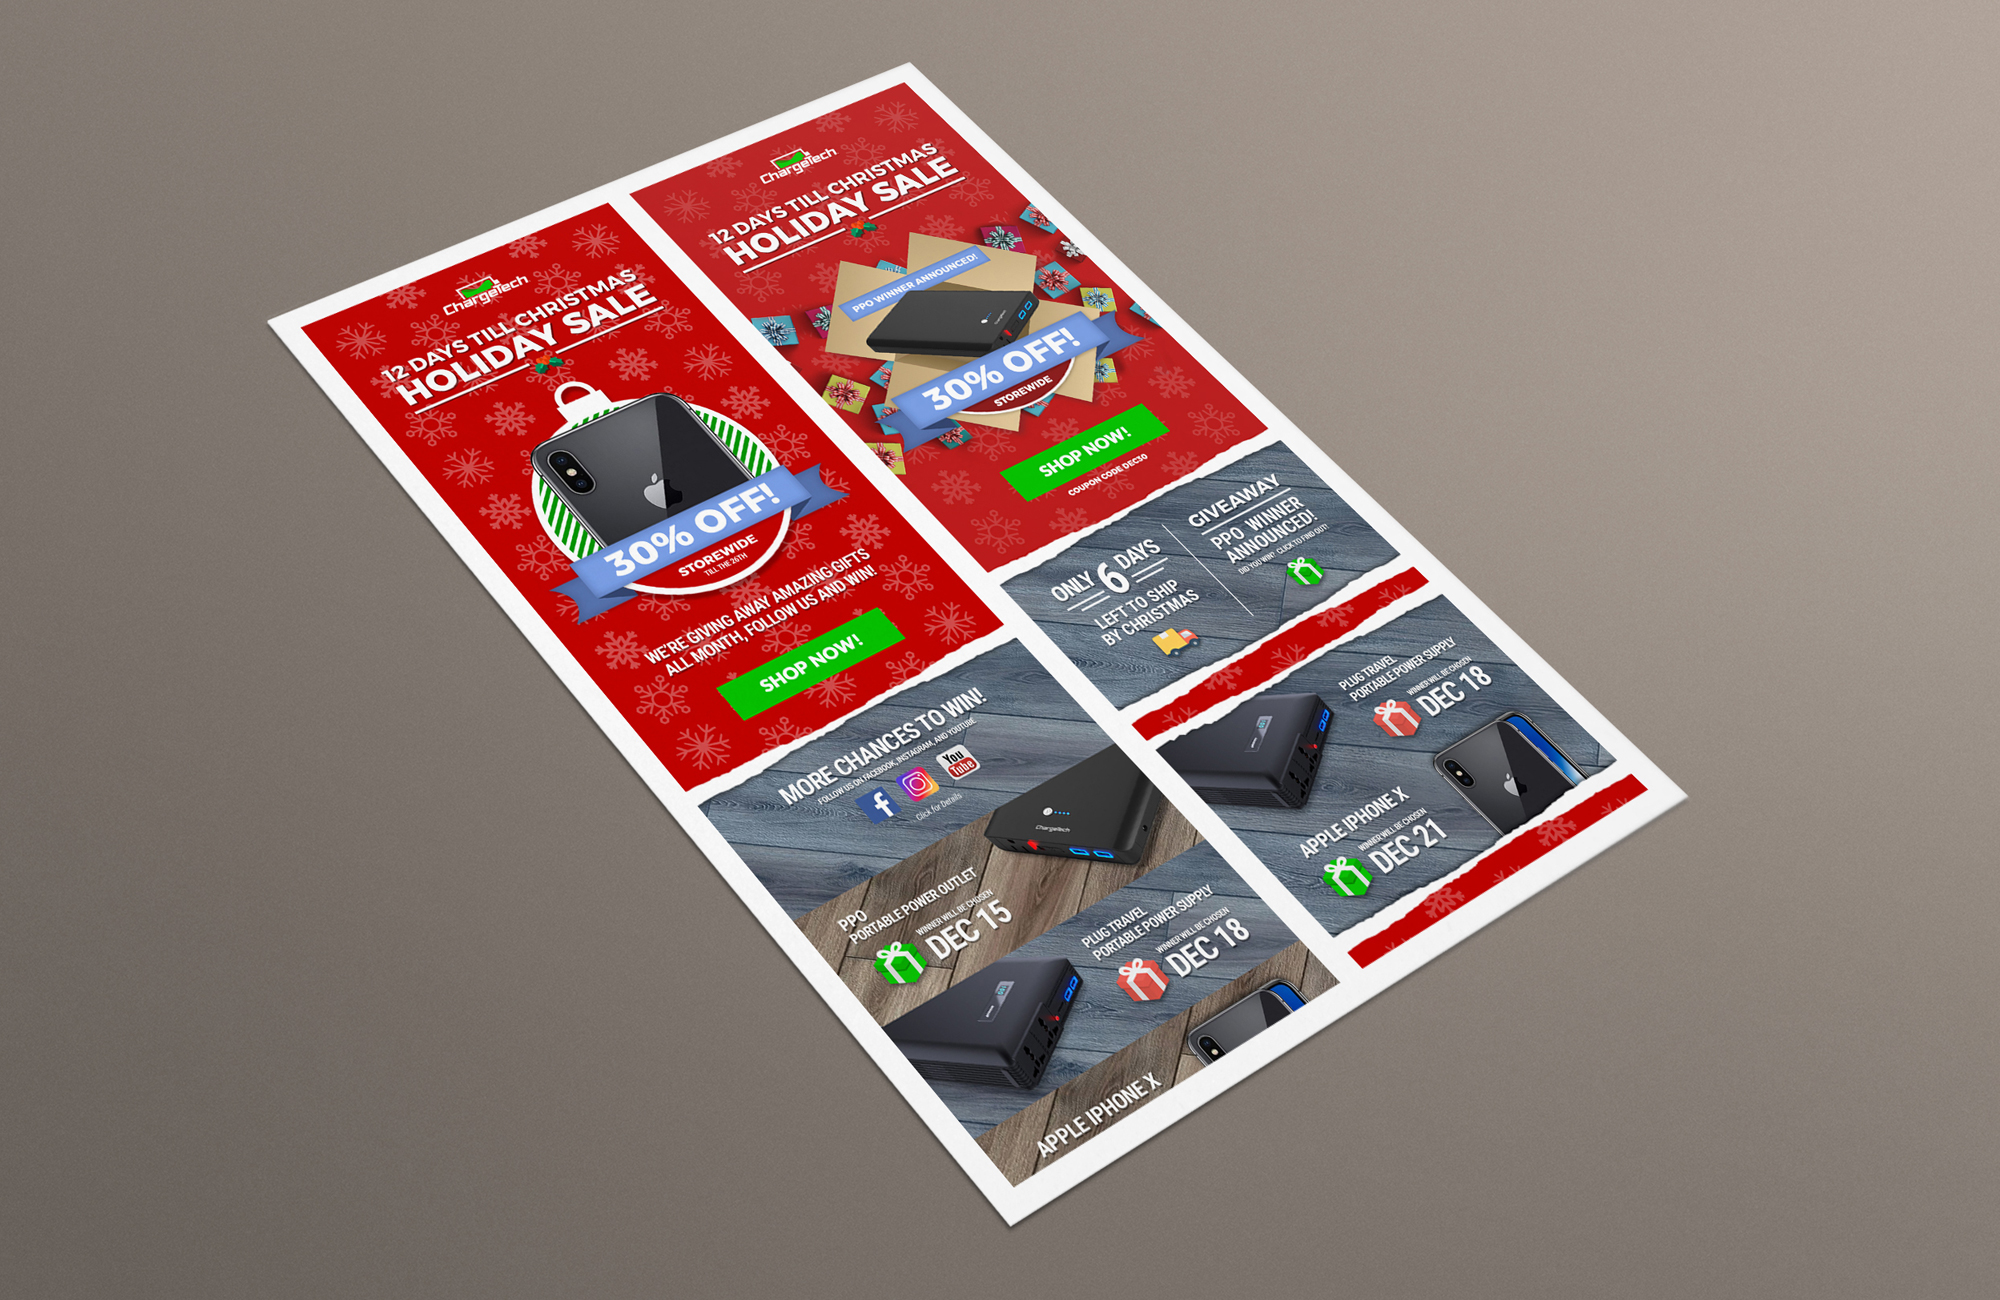 ChargeTech
12 DAYS TILL CHRISTMAS
HOLIDAY SALE
30% OFF!
STOREWIDE
TILL THE 26TH
WE'RE GIVING AWAY AMAZING GIFTS
ALL MONTH, FOLLOW US AND WIN!
SHOP NOW!
MORE CHANCES TO WIN!
FOLLOW US ON FACEBOOK, INSTAGRAM, AND YOUTUBE
f
You
Tube
Click for Details
ChargeTech
PPO
PORTABLE POWER OUTLET
WINNER WILL BE CHOSEN
DEC 15
PLUG TRAVEL
PORTABLE POWER SUPPLY
WINNER WILL BE CHOSEN
DEC 18
APPLE IPHONE X
ChargeTech
12 DAYS TILL CHRISTMAS
HOLIDAY SALE
PPO WINNER ANNOUNCED!
ChargeTech
30% OFF!
STOREWIDE
SHOP NOW!
COUPON CODE DEC30
ONLY 6 DAYS
LEFT TO SHIP
BY CHRISTMAS
GIVEAWAY
PPO WINNER
ANNOUNCED!
DID YOU WIN? CLICK TO FIND OUT!
PLUG TRAVEL
PORTABLE POWER SUPPLY
WINNER WILL BE CHOSEN
DEC 18
APPLE IPHONE X
WINNER WILL BE CHOSEN
DEC 21